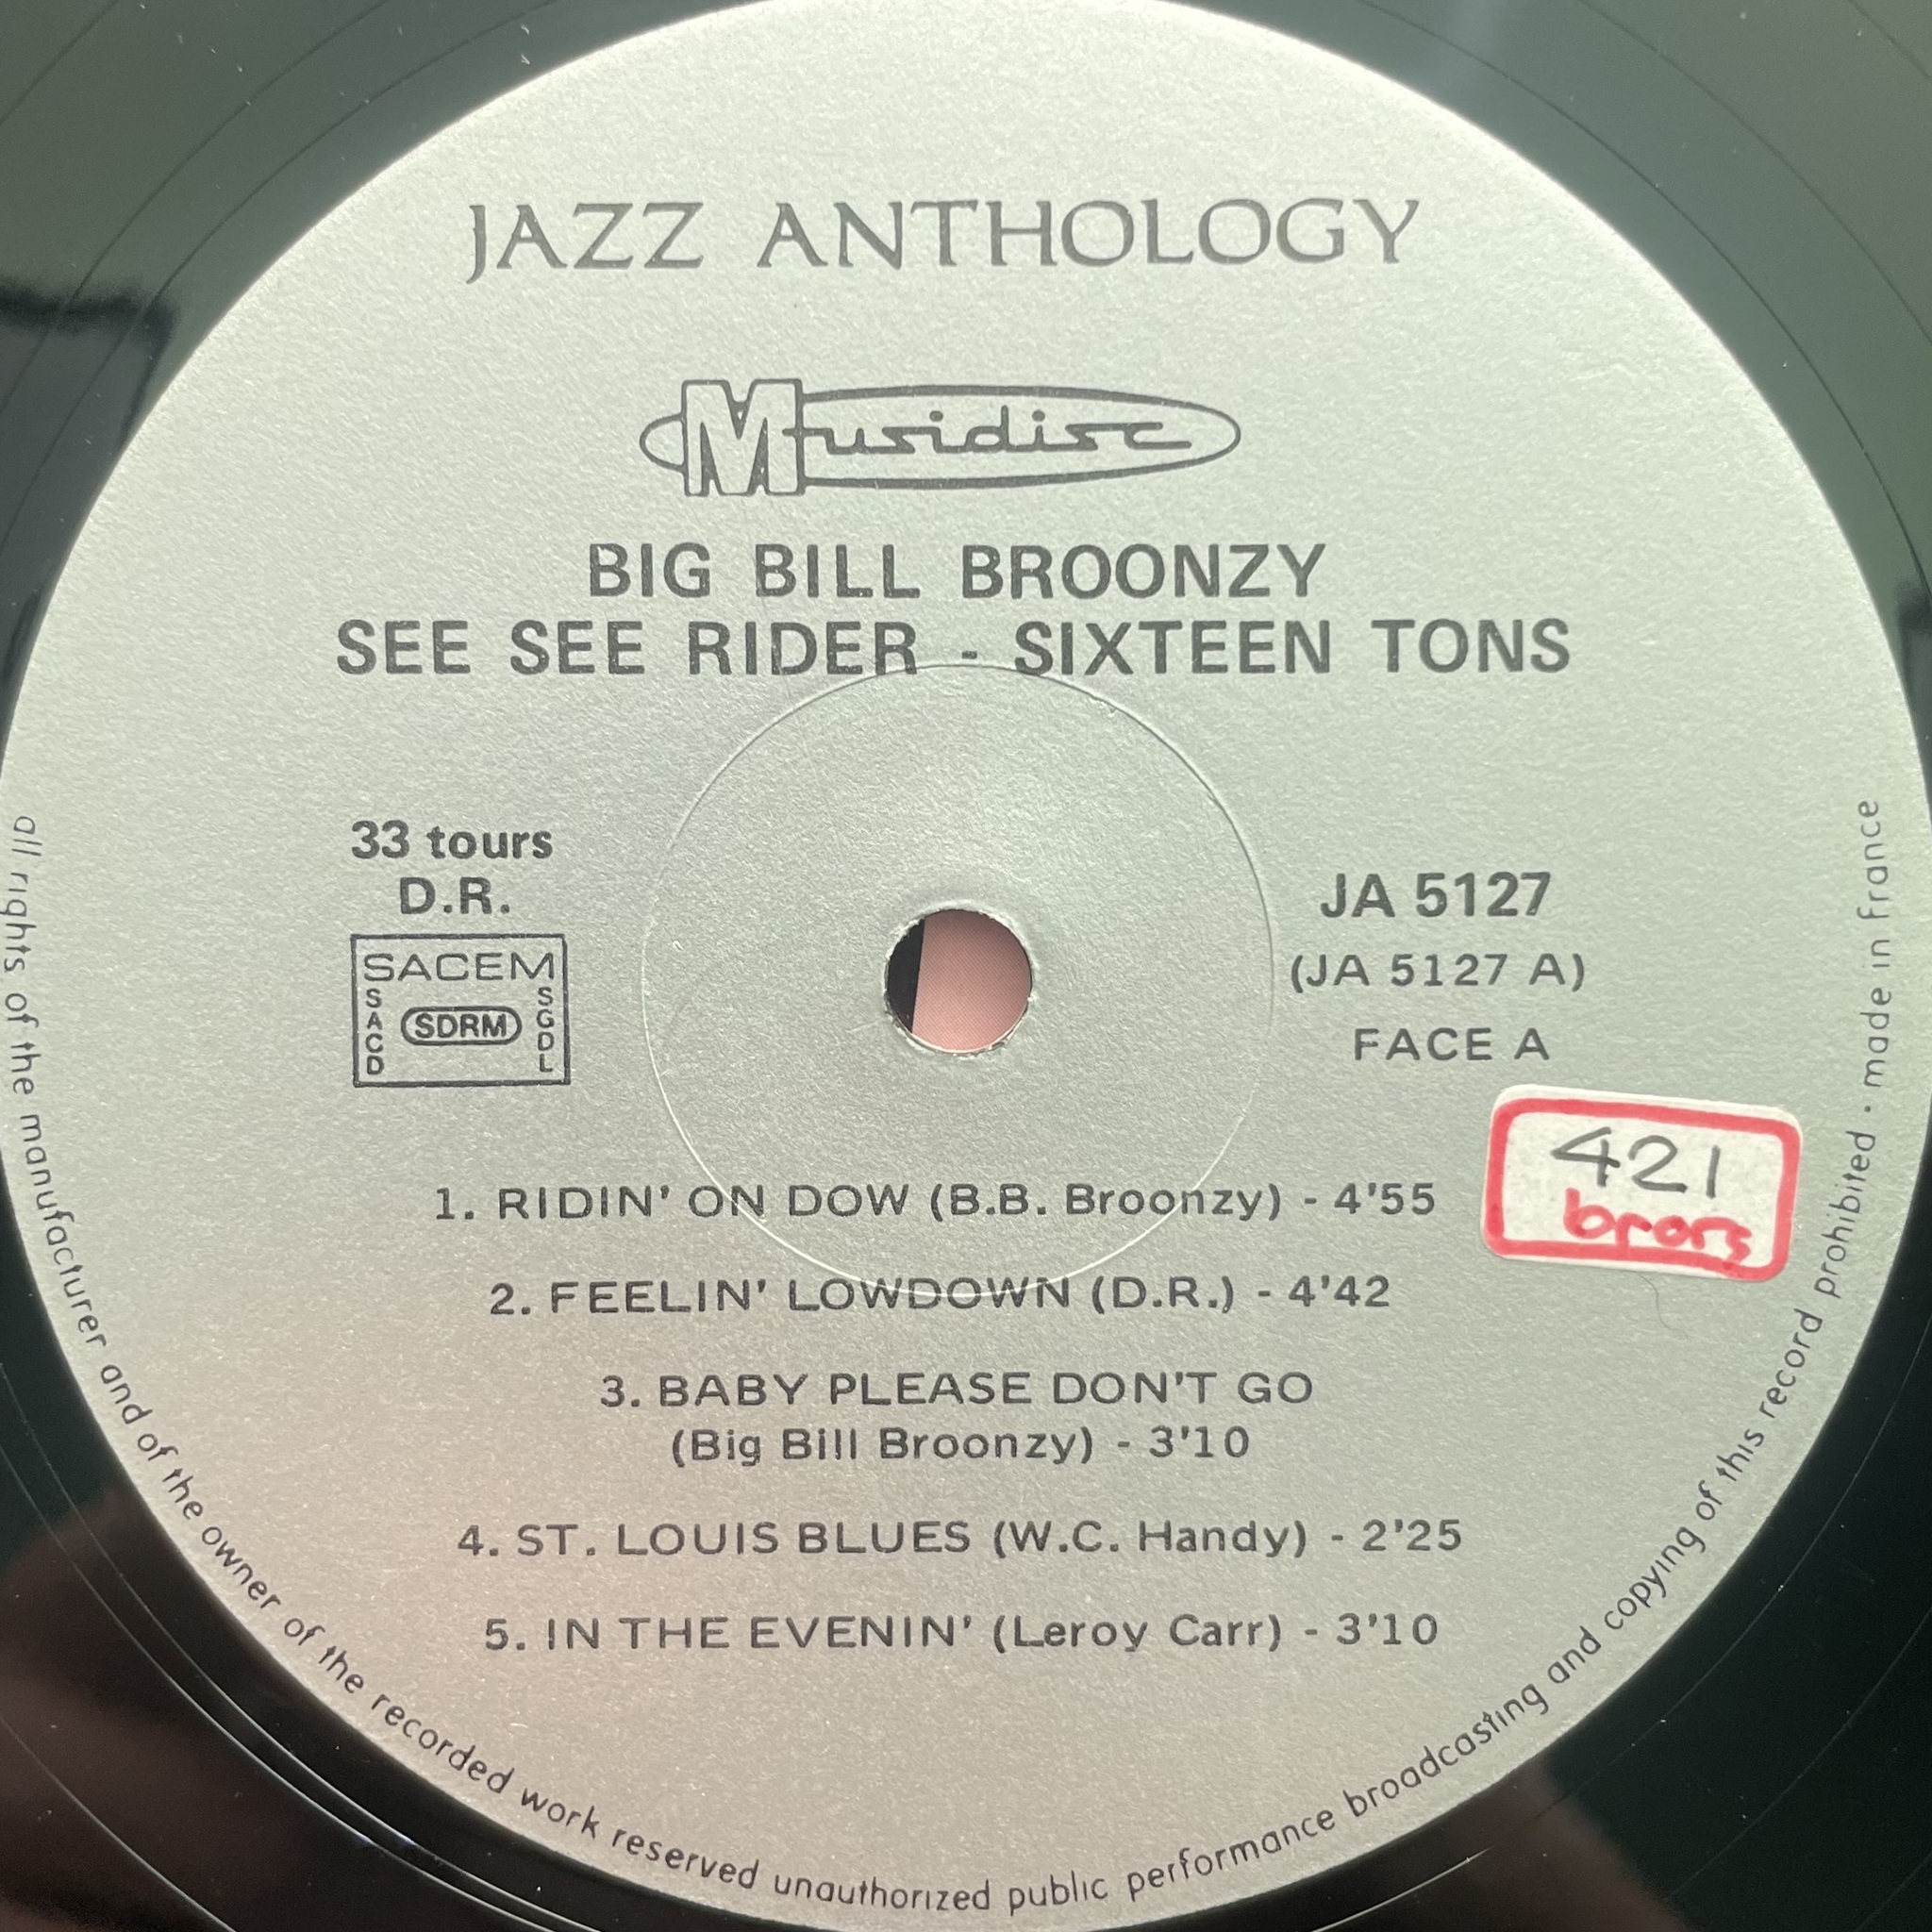 JAZZ ANTHOLOGY
Musidisc
BIG BILL BROONZY
SEE SEE RIDER - SIXTEEN TONS
33 tours
D.R.
SACEM
SACD
SDRM
SGDL
JA 5127
(JA 5127 A)
FACE A
421
1. RIDIN' ON DOW (B.B. Broonzy) - 4'55
2. FEELIN' LOWDOWN (D.R.) - 4'42
3. BABY PLEASE DON'T GO
(Big Bill Broonzy) - 3'10
4. ST. LOUIS BLUES (W.C. Handy) - 2'25
5. IN THE EVENIN' (Leroy Carr) - 3'10
all rights of the manufacturer and of the owner of the recorded work reserved unauthorized public performance broadcasting and copying of this record prohibited · made in france